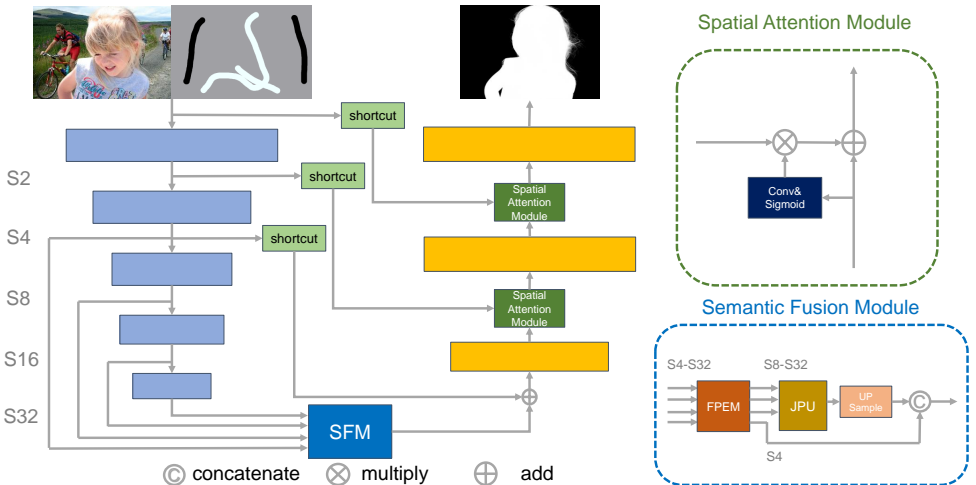 Spatial Attention Module
shortcut
S2
shortcut
Spatial
Attention
Module
Conv&
Sigmoid
S4
shortcut
S8
Spatial
Attention
Module
Semantic Fusion Module
S16
S4-S32
S8-S32
FPEM
JPU
UP
Sample
C
S4
S32
SFM
C concatenate
multiply
add